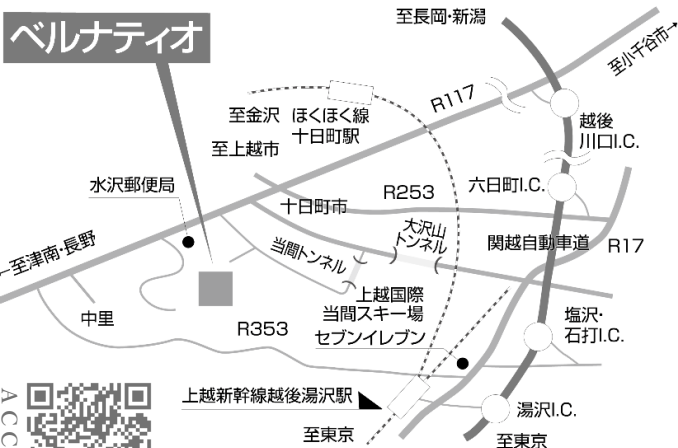 至長岡・新潟
ベルナティオ
至小千谷市→
R117
至金沢 ほくほく線
十日町駅
至上越市
越後
川口I.C.
水沢郵便局
六日町I.C.
十日町市
R253
大沢山
トンネル
関越自動車道
R17
←至津南・長野
当間トンネル
上越国際
当間スキー場
セブンイレブン
塩沢・
石打I.C.
中里
R353
上越新幹線越後湯沢駅
湯沢I.C.
至東京
至東京
ACC